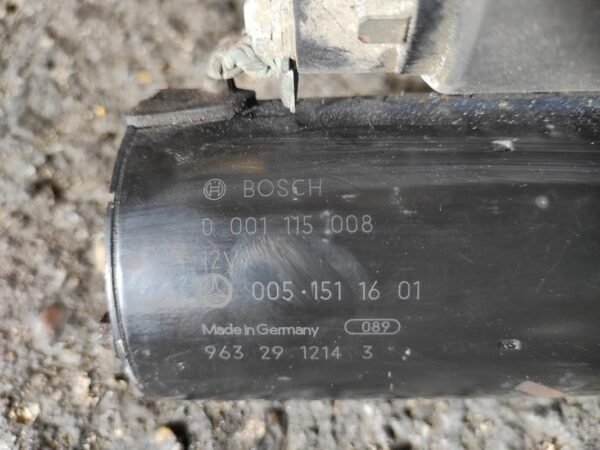 BOSCH
0 001 115 008
12V
005·151 16 01
Made in Germany 089
963 29 1214 3